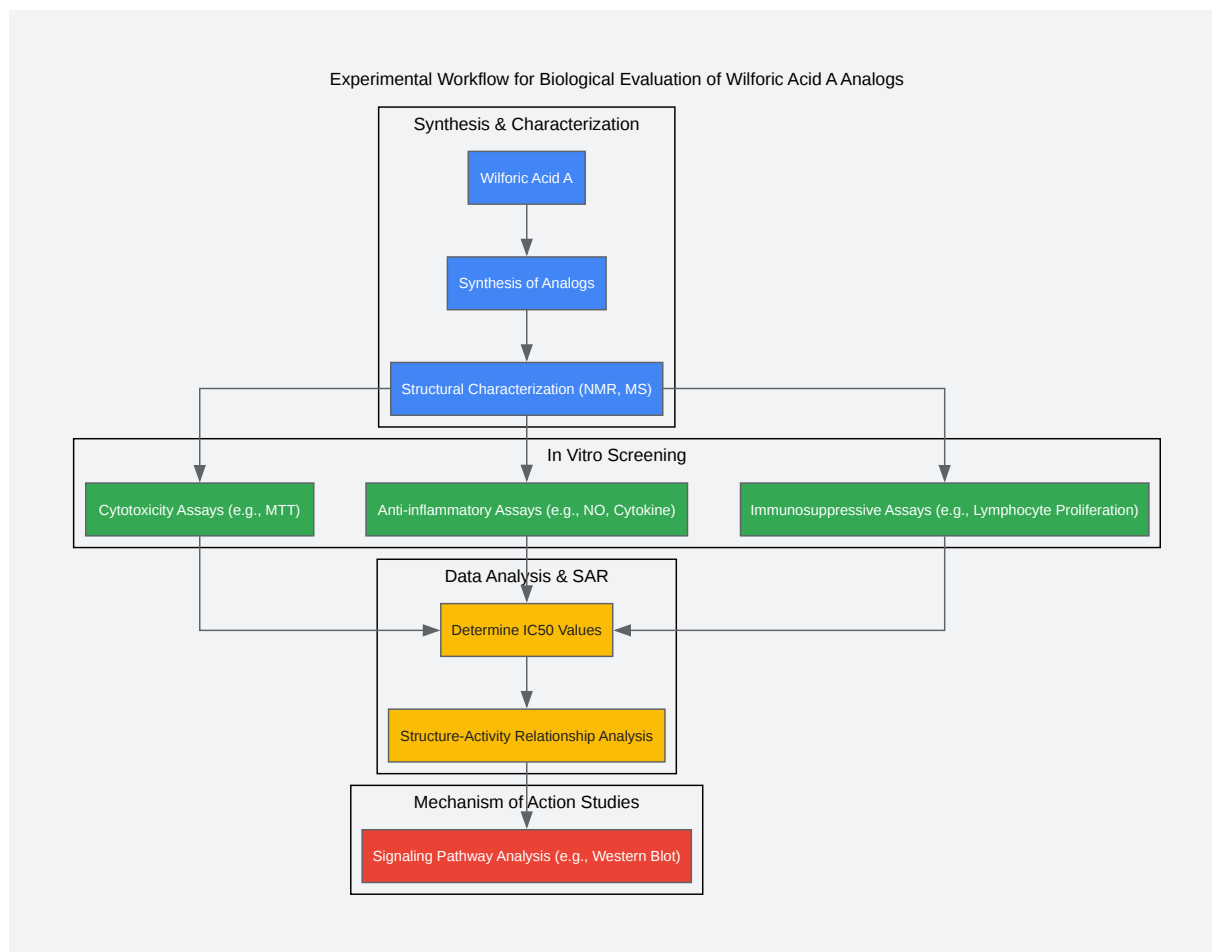 Experimental Workflow for Biological Evaluation of Wilforic Acid A Analogs
Synthesis & Characterization
Wilforic Acid A
Synthesis of Analogs
Structural Characterization (NMR, MS)
In Vitro Screening
Cytotoxicity Assays (e.g., MTT)
Anti-inflammatory Assays (e.g., NO, Cytokine)
Immunosuppressive Assays (e.g., Lymphocyte Proliferation)
Data Analysis & SAR
Determine IC50 Values
Structure-Activity Relationship Analysis
Mechanism of Action Studies
Signaling Pathway Analysis (e.g., Western Blot)